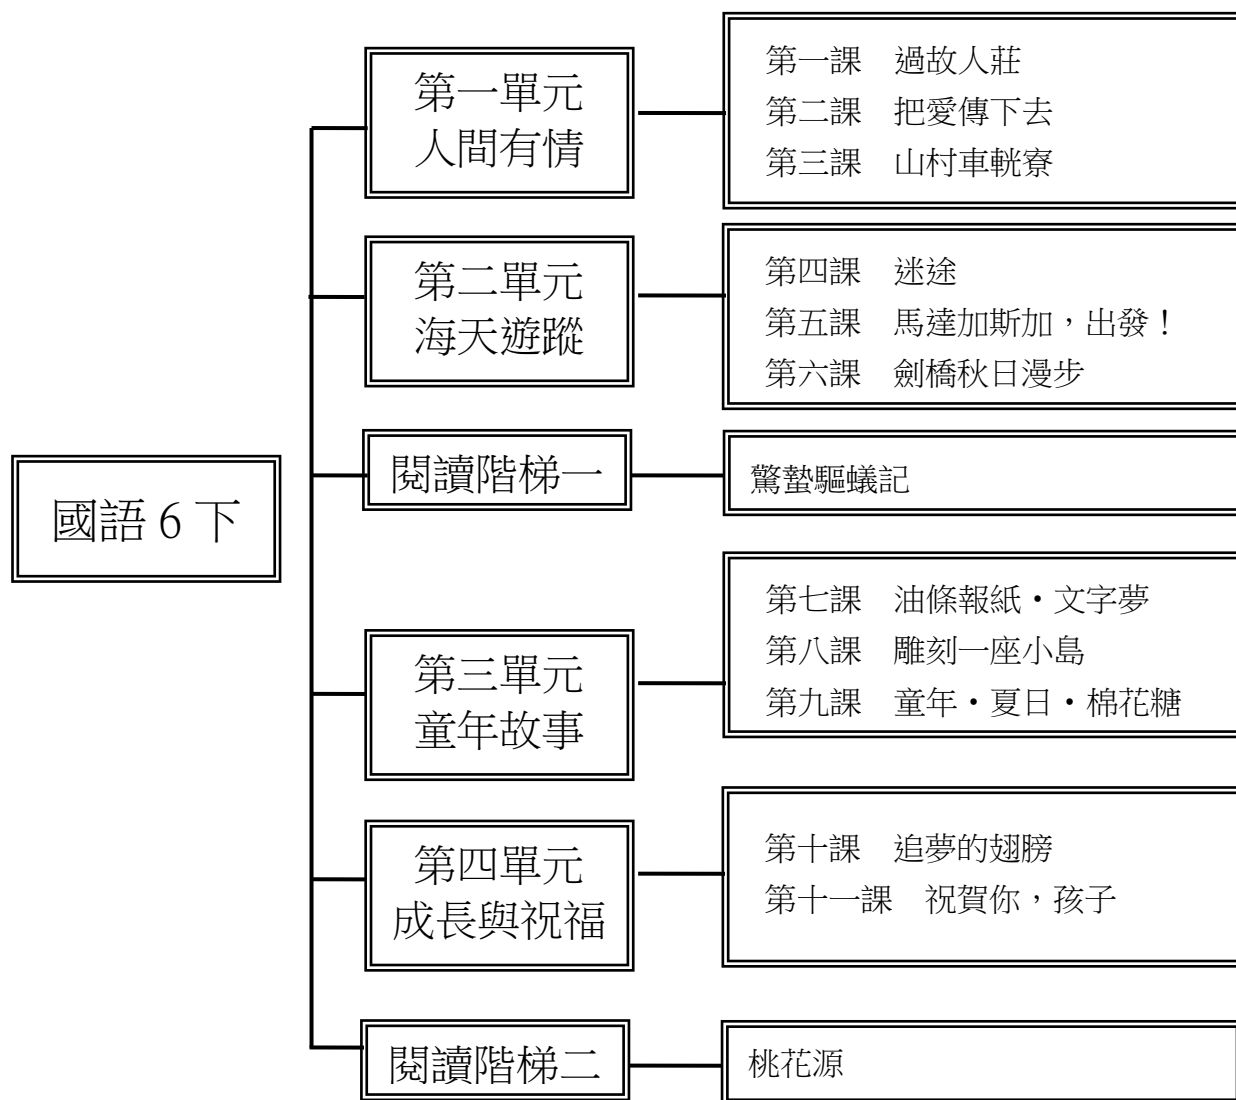 國語 6 下
第一單元
人間有情
第一課　過故人莊
第二課　把愛傳下去
第三課　山村車輄寮
第二單元
海天遊蹤
第四課　迷途
第五課　馬達加斯加，出發！
第六課　劍橋秋日漫步
閱讀階梯一
驚蟄驅蟻記
第三單元
童年故事
第七課　油條報紙・文字夢
第八課　雕刻一座小島
第九課　童年・夏日・棉花糖
第四單元
成長與祝福
第十課　追夢的翅膀
第十一課　祝賀你，孩子
閱讀階梯二
桃花源